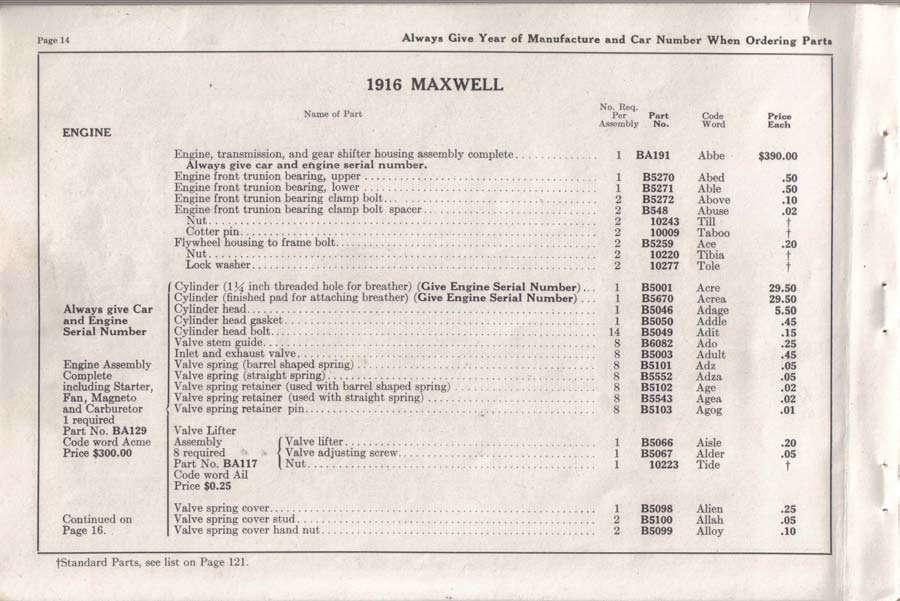 Page 14
Always Give Year of Manufacture and Car Number When Ordering Parts
1916 MAXWELL
Name of Part
No. Req. Per Assembly
Part No.
Code Word
Price Each
ENGINE
Engine, transmission, and gear shifter housing assembly complete 1 BA191 Abbe $390.00
Always give car and engine serial number.
Engine front trunion bearing, upper 1 B5270 Abed .50
Engine front trunion bearing, lower 1 B5271 Able .50
Engine front trunion bearing clamp bolt 2 B5272 Above .10
Engine front trunion bearing clamp bolt spacer 2 B548 Abuse .02
Nut 2 10243 Till †
Cotter pin 2 10009 Taboo †
Flywheel housing to frame bolt 2 B5259 Ace .20
Nut 2 10220 Tibia †
Lock washer 2 10277 Tole †
Always give Car
and Engine
Serial Number
Engine Assembly
Complete
including Starter,
Fan, Magneto
and Carburetor
1 required
Part No. BA129
Code word Acme
Price $300.00
Continued on
Page 16.
Cylinder (1¼ inch threaded hole for breather) (Give Engine Serial Number) 1 B5001 Acre 29.50
Cylinder (finished pad for attaching breather) (Give Engine Serial Number) 1 B5670 Acrea 29.50
Cylinder head 1 B5046 Adage 5.50
Cylinder head gasket 1 B5050 Addle .45
Cylinder head bolt 14 B5049 Adit .15
Valve stem guide 8 B6082 Ado .25
Inlet and exhaust valve 8 B5003 Adult .45
Valve spring (barrel shaped spring) 8 B5101 Adz .05
Valve spring (straight spring) 8 B5552 Adza .05
Valve spring retainer (used with barrel shaped spring) 8 B5102 Age .02
Valve spring retainer (used with straight spring) 8 B5543 Agea .02
Valve spring retainer pin 8 B5103 Agog .01
Valve Lifter
Assembly
8 required
Part No. BA117
Code word Ail
Price $0.25
Valve lifter 1 B5066 Aisle .20
Valve adjusting screw 1 B5067 Alder .05
Nut 1 10223 Tide †
Valve spring cover 1 B5098 Alien .25
Valve spring cover stud 2 B5100 Allah .05
Valve spring cover hand nut 2 B5099 Alloy .10
†Standard Parts, see list on Page 121.